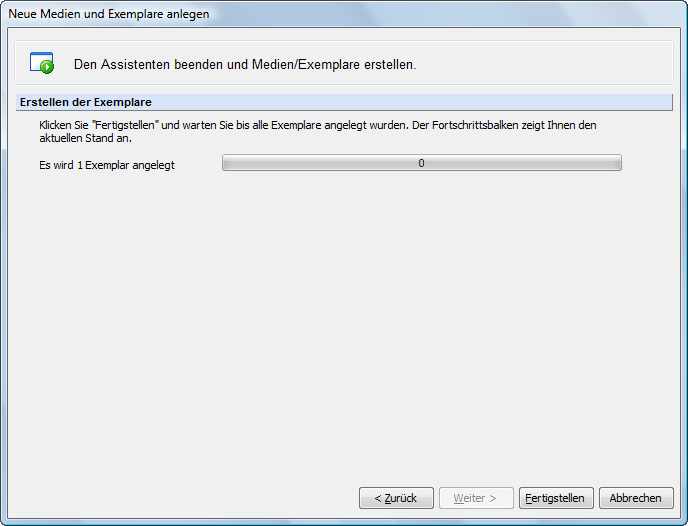 Neue Medien und Exemplare anlegen
Den Assistenten beenden und Medien/Exemplare erstellen.
Erstellen der Exemplare
Klicken Sie "Fertigstellen" und warten Sie bis alle Exemplare angelegt wurden. Der Fortschrittsbalken zeigt Ihnen den
aktuellen Stand an.
Es wird 1 Exemplar angelegt
0
< Zurück
Weiter >
Fertigstellen
Abbrechen